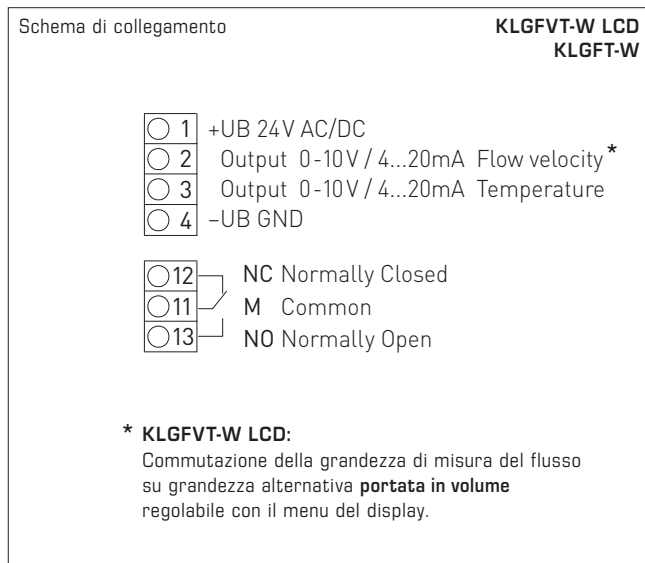 Schema di collegamento KLGFVT-W LCD
KLGFT-W
1 +UB 24V AC/DC
2 Output 0-10V / 4...20mA Flow velocity*
3 Output 0-10V / 4...20mA Temperature
4 –UB GND
12 NC Normally Closed
11 M Common
13 NO Normally Open
* KLGFVT-W LCD:
Commutazione della grandezza di misura del flusso
su grandezza alternativa portata in volume
regolabile con il menu del display.